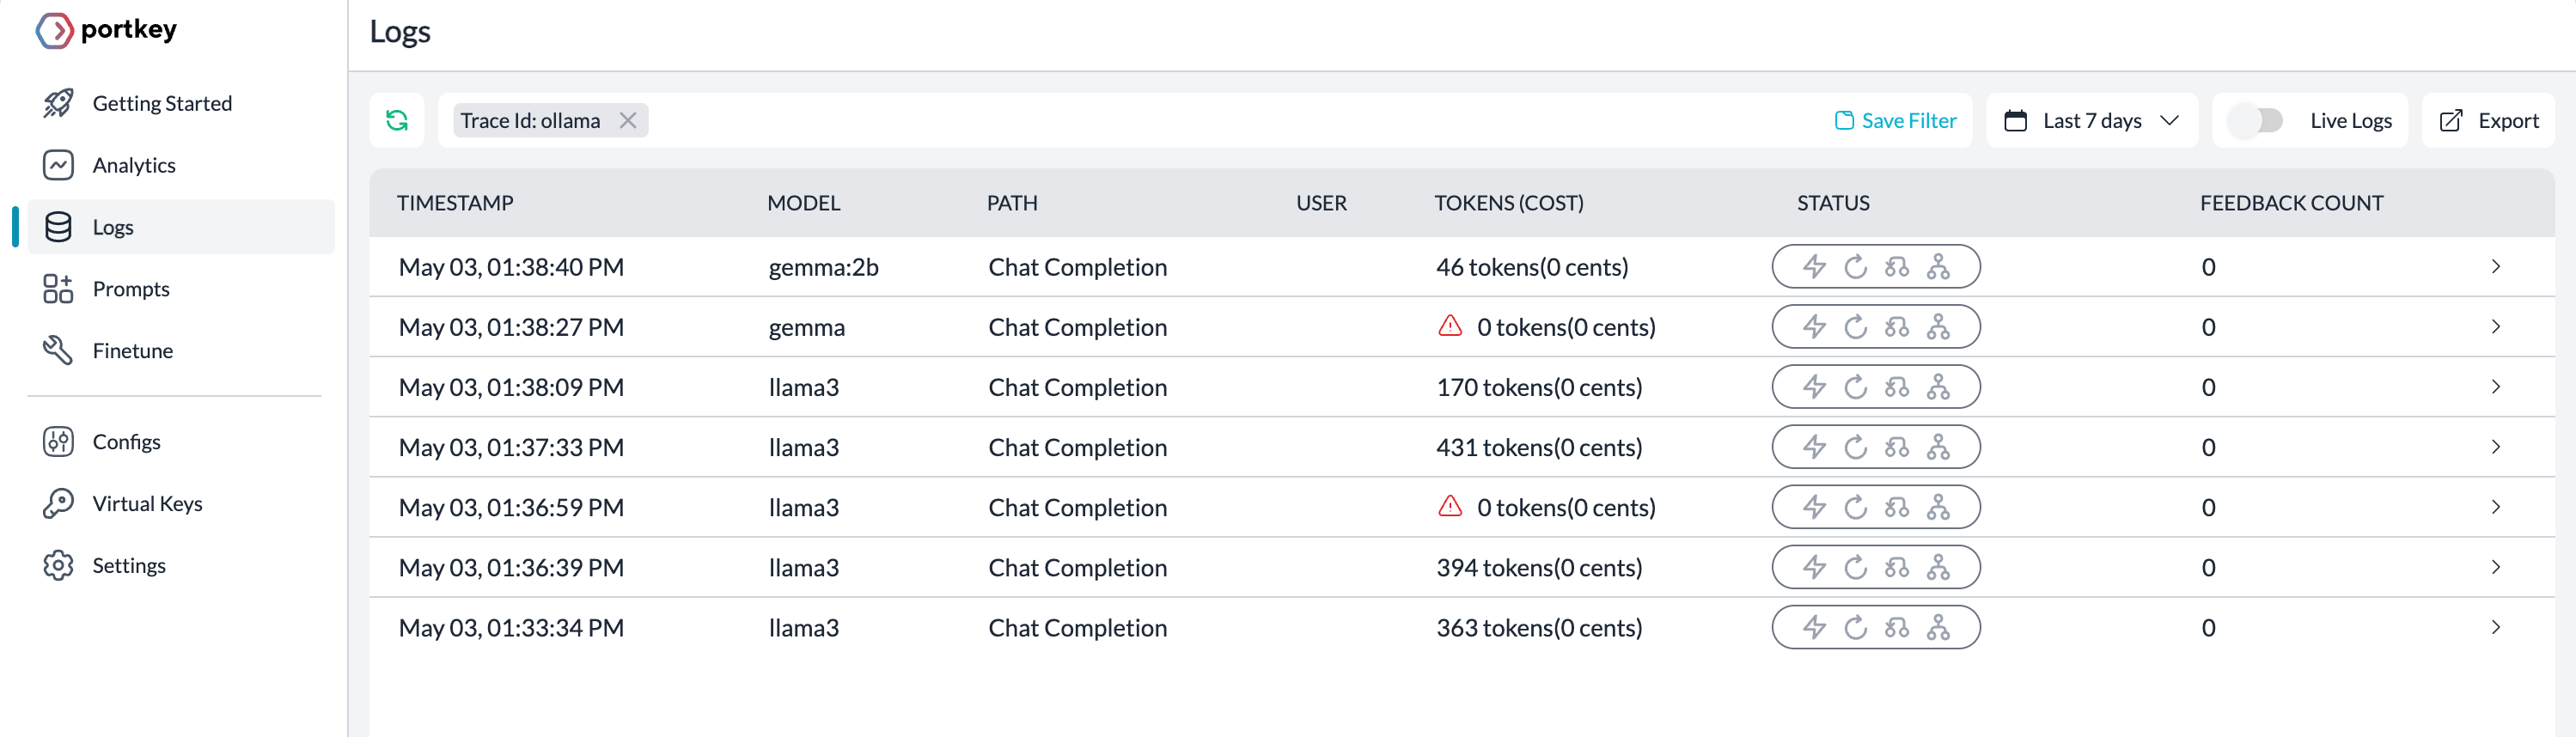 portkey
Getting Started
Analytics
Logs
Prompts
Finetune
Configs
Virtual Keys
Settings
Logs
Trace Id: ollama Save Filter Last 7 days Live Logs Export
TIMESTAMP MODEL PATH USER TOKENS (COST) STATUS FEEDBACK COUNT
May 03, 01:38:40 PM gemma:2b Chat Completion 46 tokens(0 cents) 0
May 03, 01:38:27 PM gemma Chat Completion 0 tokens(0 cents) 0
May 03, 01:38:09 PM llama3 Chat Completion 170 tokens(0 cents) 0
May 03, 01:37:33 PM llama3 Chat Completion 431 tokens(0 cents) 0
May 03, 01:36:59 PM llama3 Chat Completion 0 tokens(0 cents) 0
May 03, 01:36:39 PM llama3 Chat Completion 394 tokens(0 cents) 0
May 03, 01:33:34 PM llama3 Chat Completion 363 tokens(0 cents) 0